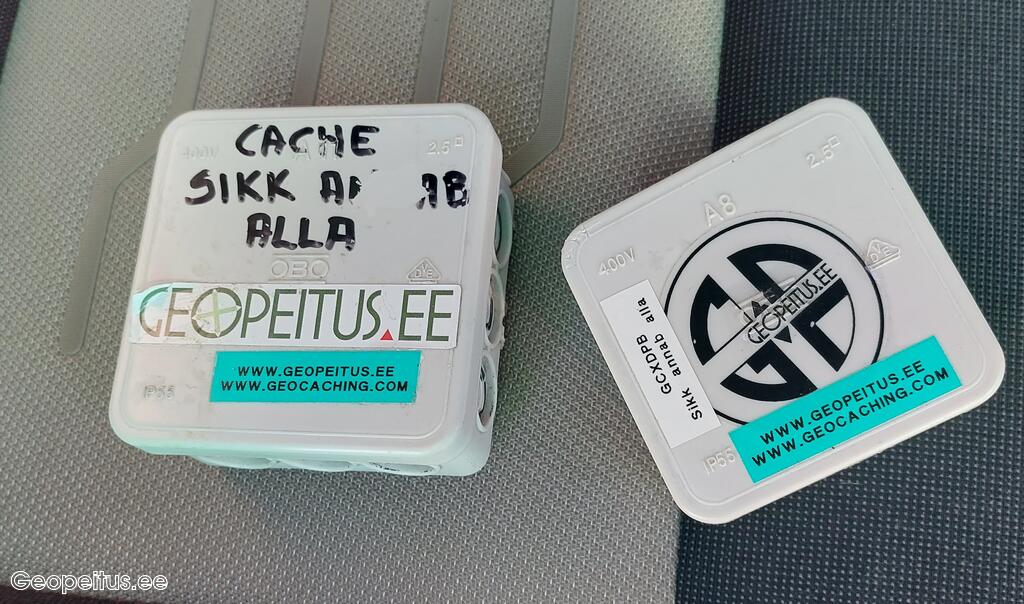 CACHE
400V
2.5
SIKK A AB
ALLA
OBO
GEOPEITUS.EE
WWW.GEOPEITUS.EE
WWW.GEOCACHING.COM
IP55
2.5
A8
400V
GEOPEITUS.EE
GCXDPB
Sikk annab alla
WWW.GEOPEITUS.EE
WWW.GEOCACHING.COM
IP55
Geopeitus.ee